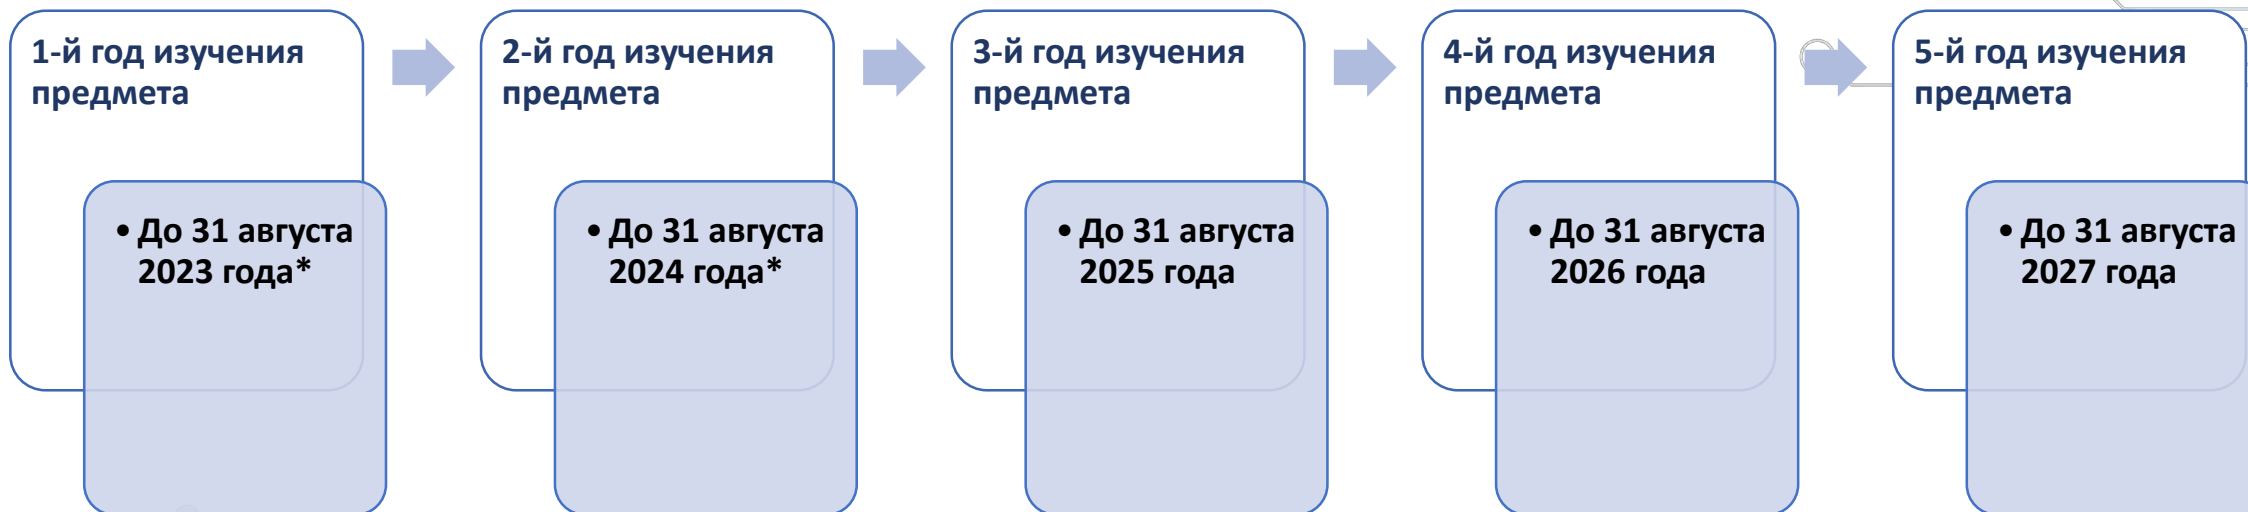 1-й год изучения
предмета
• До 31 августа
2023 года*
2-й год изучения
предмета
• До 31 августа
2024 года*
3-й год изучения
предмета
• До 31 августа
2025 года
4-й год изучения
предмета
• До 31 августа
2026 года
5-й год изучения
предмета
• До 31 августа
2027 года